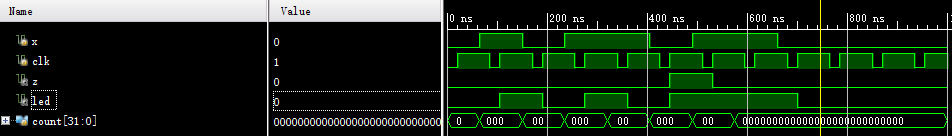 Name Value 0 ns 200 ns 400 ns 600 ns 800 ns
x 0
clk 1
z 0
led 0
count[31:0] 00000000000000000000000000 0 000 00 000 00 000 00 00000000000000000000000000